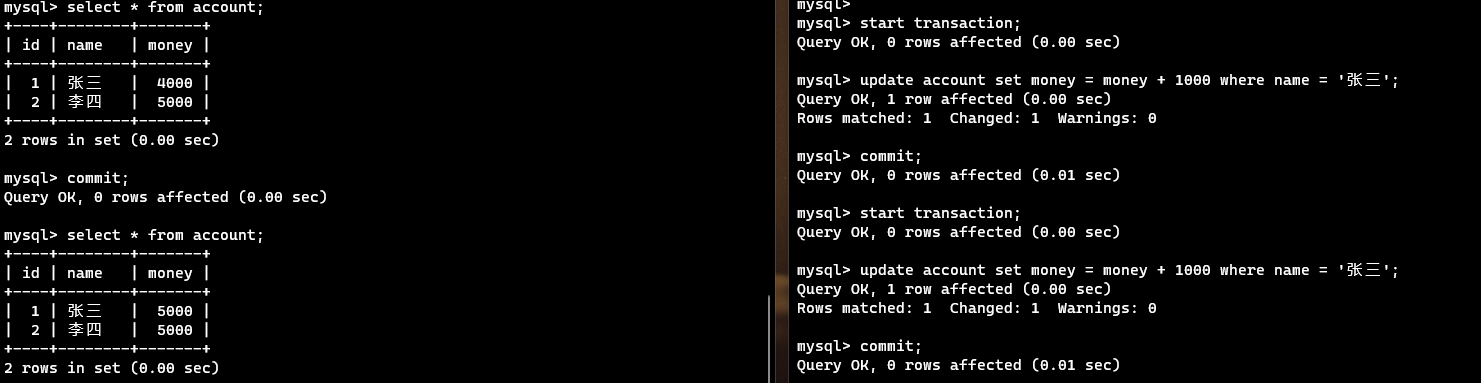 mysql> select * from account;
+----+--------+-------+
| id | name   | money |
+----+--------+-------+
|  1 | 张三   |  4000 |
|  2 | 李四   |  5000 |
+----+--------+-------+
2 rows in set (0.00 sec)
mysql> commit;
Query OK, 0 rows affected (0.00 sec)
mysql> select * from account;
+----+--------+-------+
| id | name   | money |
+----+--------+-------+
|  1 | 张三   |  5000 |
|  2 | 李四   |  5000 |
+----+--------+-------+
2 rows in set (0.00 sec)
mysql>
mysql> start transaction;
Query OK, 0 rows affected (0.00 sec)
mysql> update account set money = money + 1000 where name = '张三';
Query OK, 1 row affected (0.00 sec)
Rows matched: 1  Changed: 1  Warnings: 0
mysql> commit;
Query OK, 0 rows affected (0.01 sec)
mysql> start transaction;
Query OK, 0 rows affected (0.00 sec)
mysql> update account set money = money + 1000 where name = '张三';
Query OK, 1 row affected (0.00 sec)
Rows matched: 1  Changed: 1  Warnings: 0
mysql> commit;
Query OK, 0 rows affected (0.01 sec)